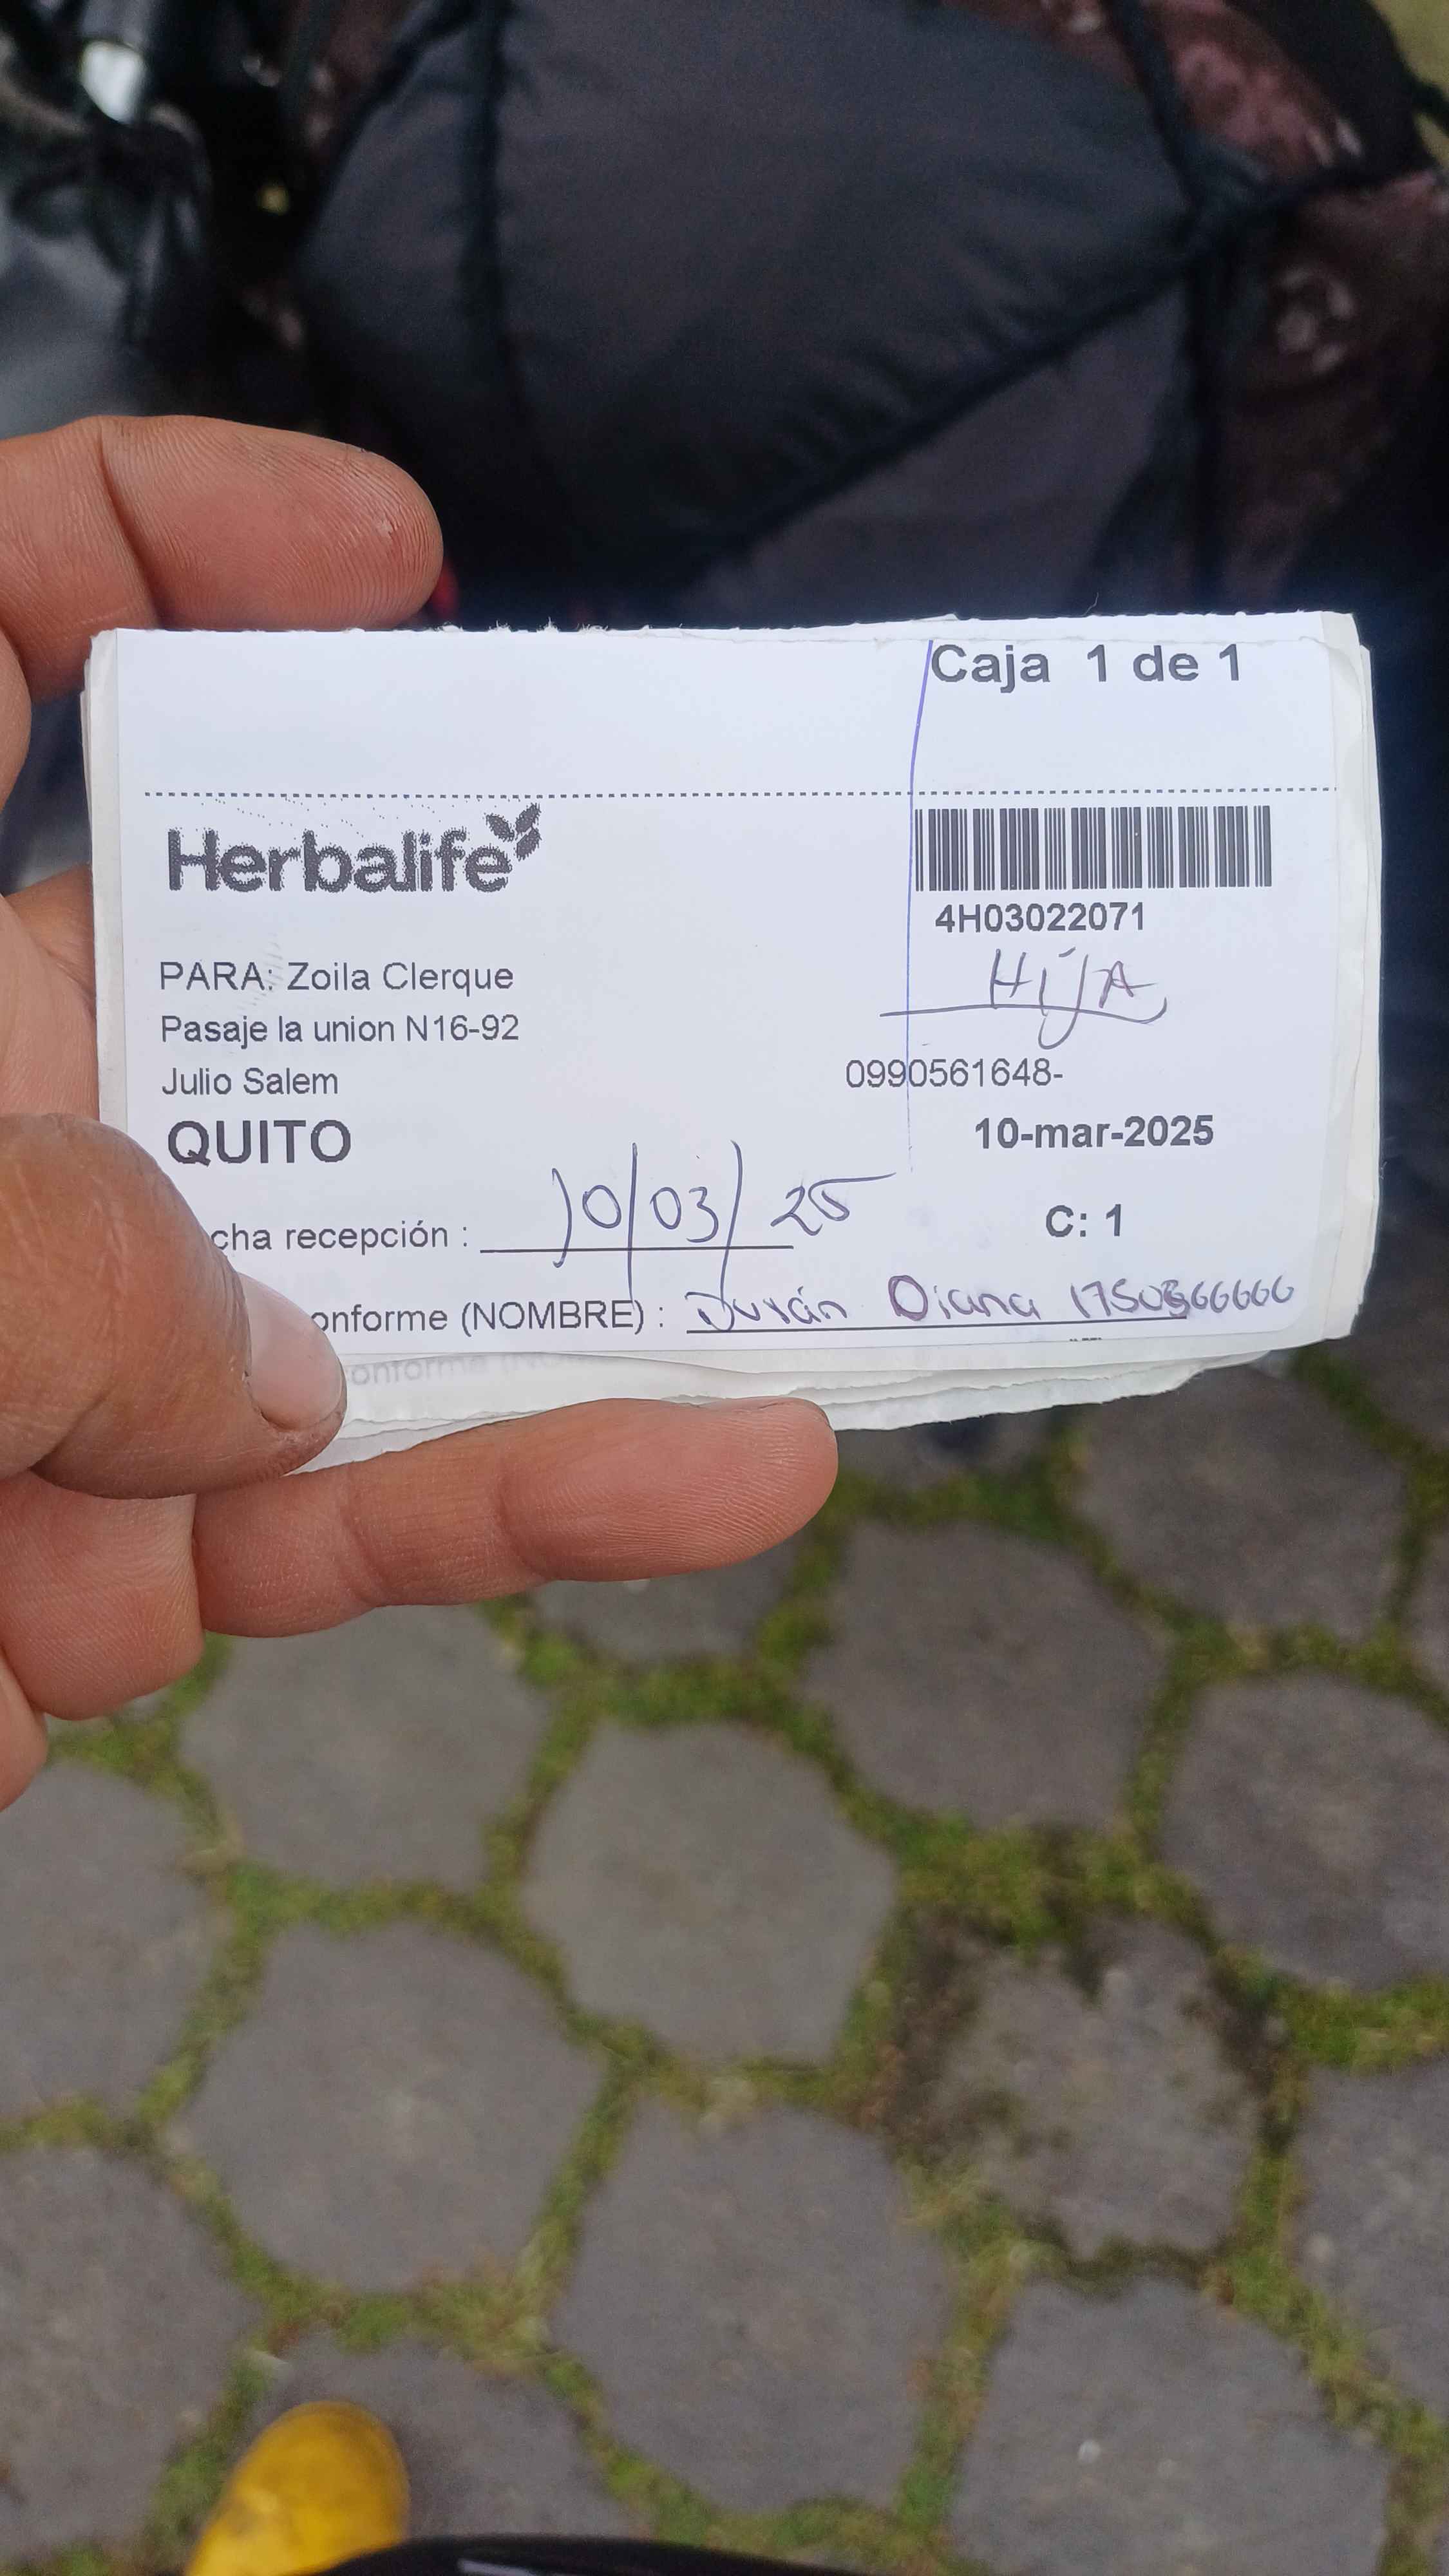 Caja 1 de 1
Herbalife
4H03022071
HIJA
PARA: Zoila Clerque
Pasaje la union N16-92
Julio Salem
0990561648-
QUITO
10-mar-2025
cha recepción : 10/03/25
C: 1
onforme (NOMBRE) : Durán Diana
onforme